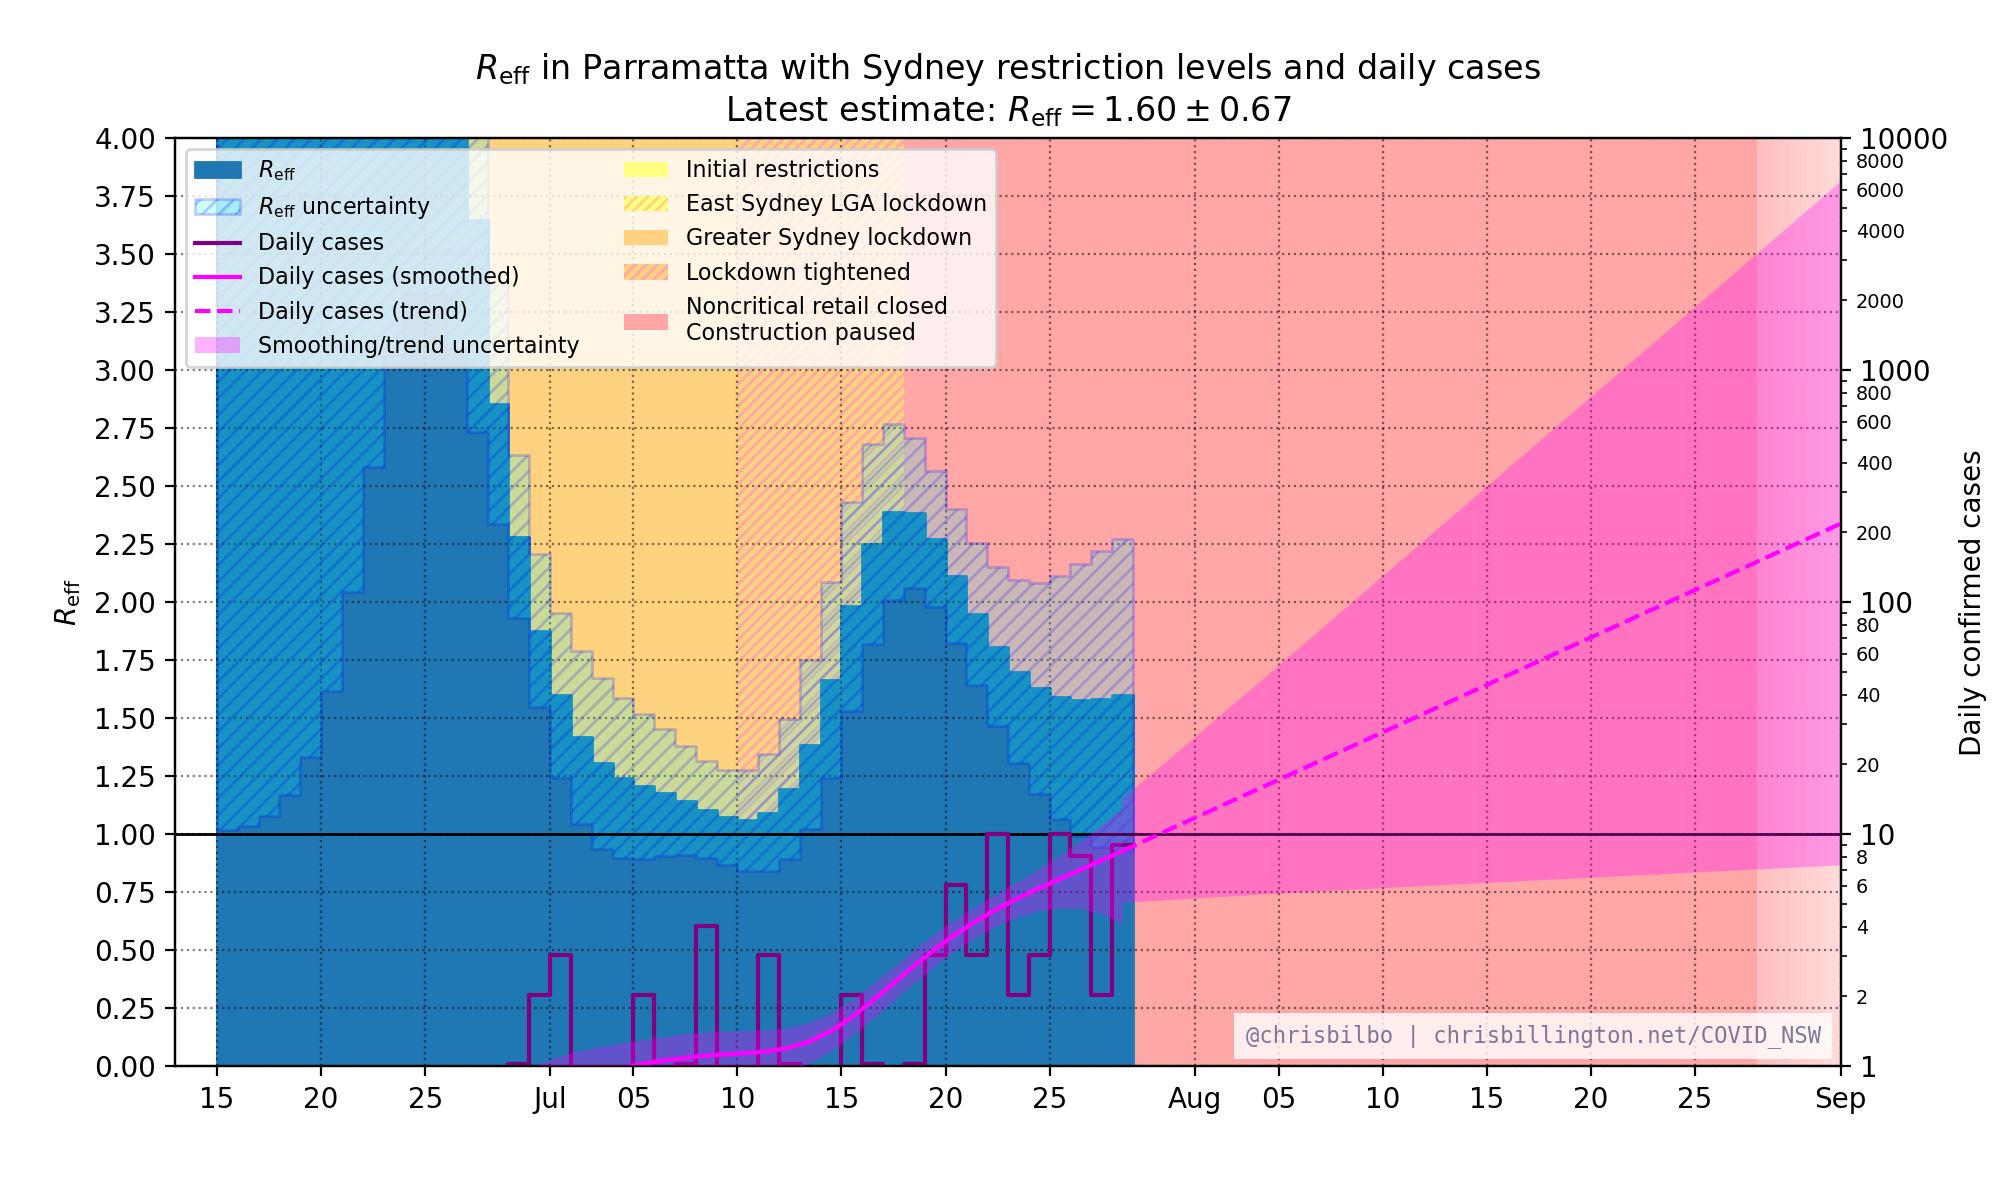 Reff in Parramatta with Sydney restriction levels and daily cases
Latest estimate: Reff = 1.60 ± 0.67
Reff
Reff uncertainty
Daily cases
Daily cases (smoothed)
Daily cases (trend)
Smoothing/trend uncertainty
Initial restrictions
East Sydney LGA lockdown
Greater Sydney lockdown
Lockdown tightened
Noncritical retail closed
Construction paused
Reff
4.00
3.75
3.50
3.25
3.00
2.75
2.50
2.25
2.00
1.75
1.50
1.25
1.00
0.75
0.50
0.25
0.00
15 20 25 Jul 05 10 15 20 25 Aug 05 10 15 20 25 Sep
10000
8000
6000
4000
2000
1000
800
600
400
200
100
80
60
40
20
10
8
6
4
2
1
Daily confirmed cases
@chrisbilbo | chrisbillington.net/COVID_NSW